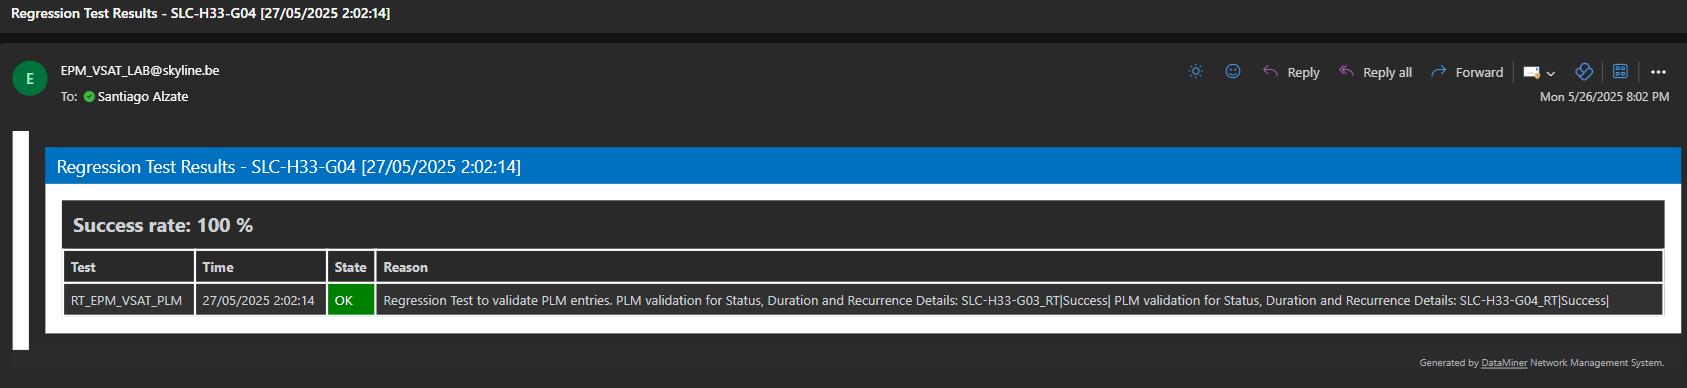 Regression Test Results - SLC-H33-G04 [27/05/2025 2:02:14]
E
EPM_VSAT_LAB@skyline.be
To: Santiago Alzate
Reply
Reply all
Forward
Mon 5/26/2025 8:02 PM
Regression Test Results - SLC-H33-G04 [27/05/2025 2:02:14]
Success rate: 100 %
Test Time State Reason
RT_EPM_VSAT_PLM 27/05/2025 2:02:14 OK Regression Test to validate PLM entries. PLM validation for Status, Duration and Recurrence Details: SLC-H33-G03_RT|Success| PLM validation for Status, Duration and Recurrence Details: SLC-H33-G04_RT|Success|
Generated by DataMiner Network Management System.